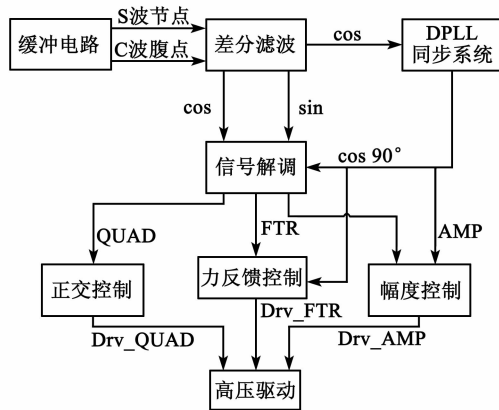 缓冲电路
S波节点
C波腹点
差分滤波
cos
DPLL
同步系统
cos
sin
信号解调
cos 90°
QUAD
FTR
AMP
正交控制
力反馈控制
幅度控制
Drv_QUAD
Drv_FTR
Drv_AMP
高压驱动